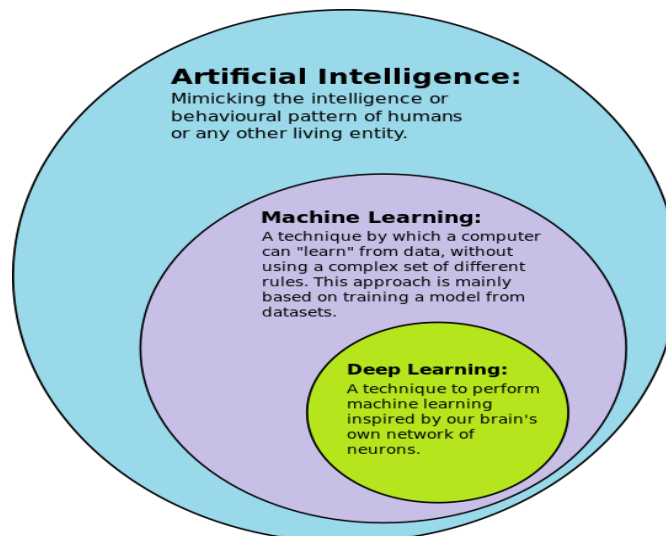 Artificial Intelligence:
Mimicking the intelligence or
behavioural pattern of humans
or any other living entity.
Machine Learning:
A technique by which a computer
can "learn" from data, without
using a complex set of different
rules. This approach is mainly
based on training a model from
datasets.
Deep Learning:
A technique to perform
machine learning
inspired by our brain's
own network of
neurons.